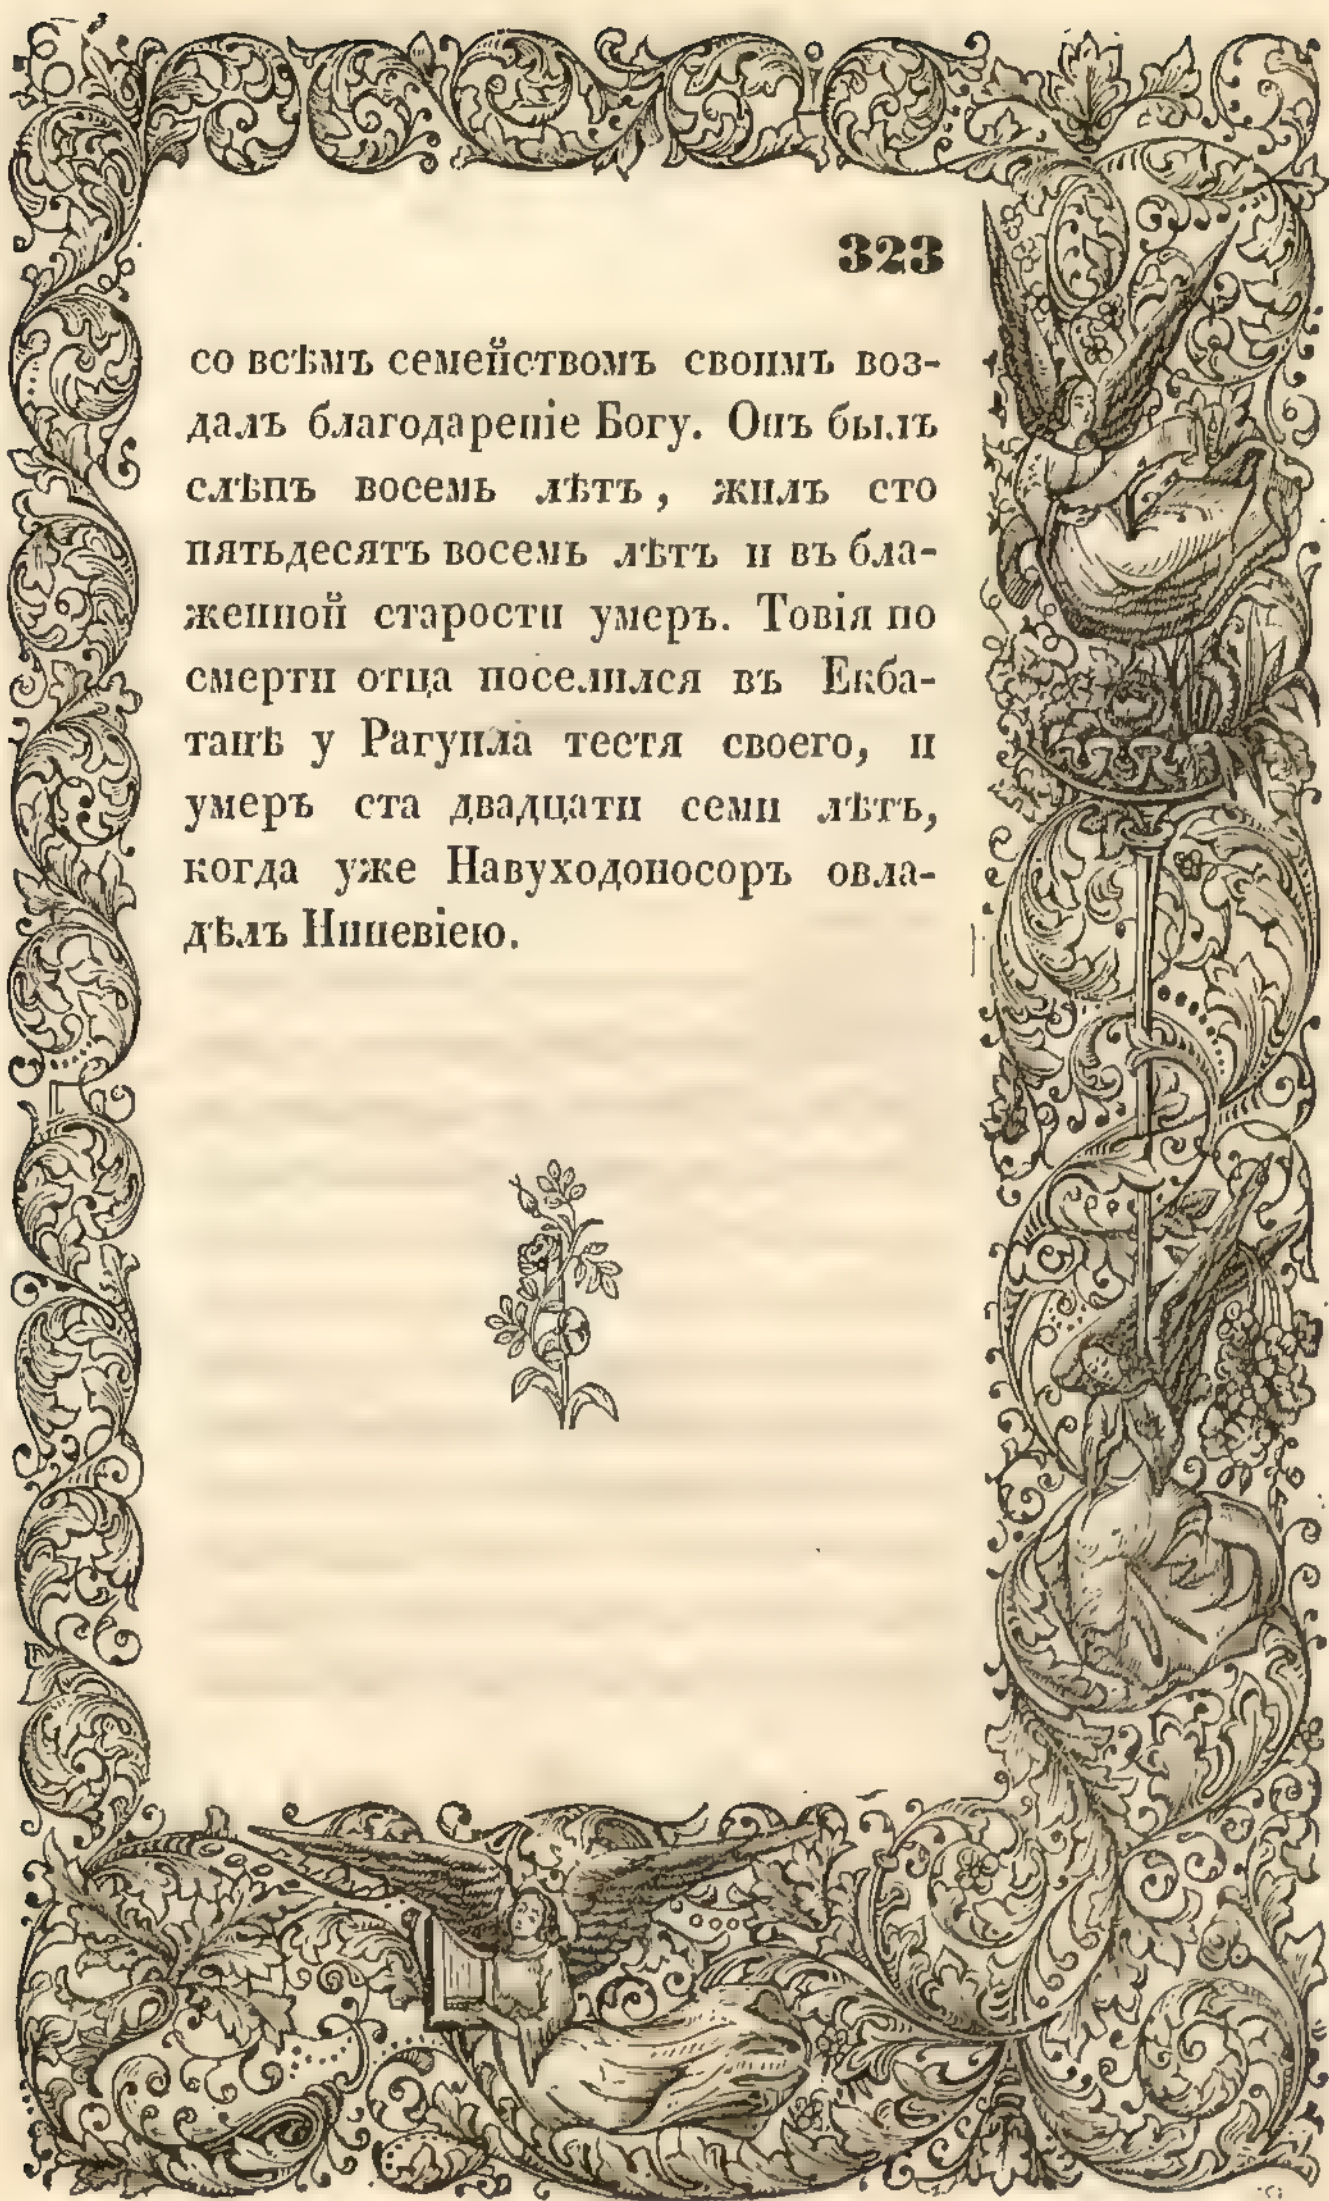 323
со всѣмъ семействомъ своимъ воз-
далъ благодареніе Богу. Онъ былъ
слѣпъ восемь лѣтъ, жилъ сто
пятьдесятъ восемь лѣтъ и въ бла-
женной старости умеръ. Товія по
смерти отца поселился въ Екба-
танѣ у Рагуила тестя своего, и
умеръ ста двадцати семи лѣтъ,
когда уже Навуходоносоръ овла-
дѣлъ Ниневіею.